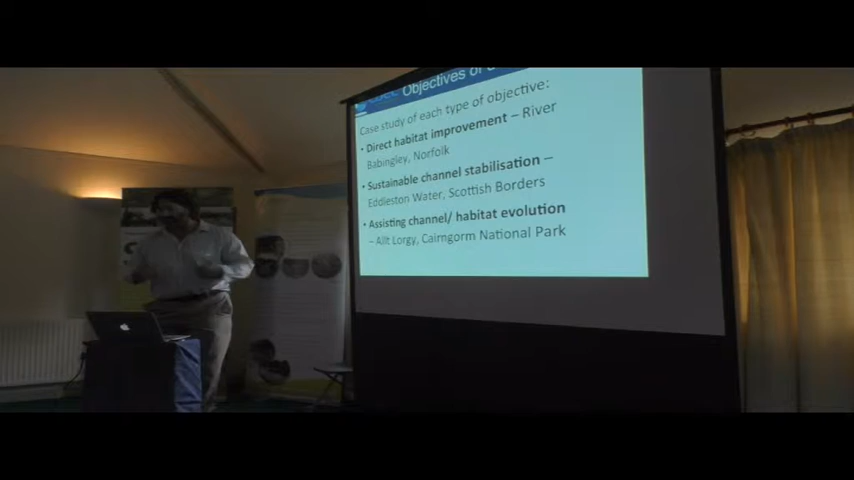 Objectives of
Case study of each type of objective:
• Direct habitat improvement – River
Babingley, Norfolk
• Sustainable channel stabilisation –
Eddleston Water, Scottish Borders
• Assisting channel/ habitat evolution
– Allt Lorgy, Cairngorm National Park